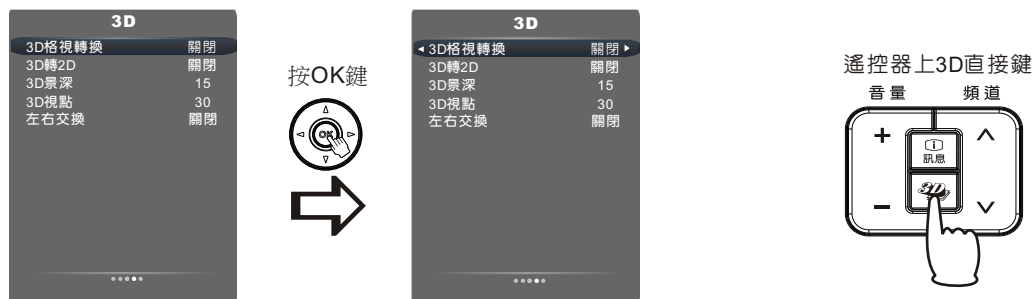 3D
3D格視轉換 關閉
3D轉2D 關閉
3D景深 15
3D視點 30
左右交換 關閉
按OK鍵
OK
3D
3D格視轉換 關閉
3D轉2D 關閉
3D景深 15
3D視點 30
左右交換 關閉
遙控器上3D直接鍵
音量 頻道
訊息
3D